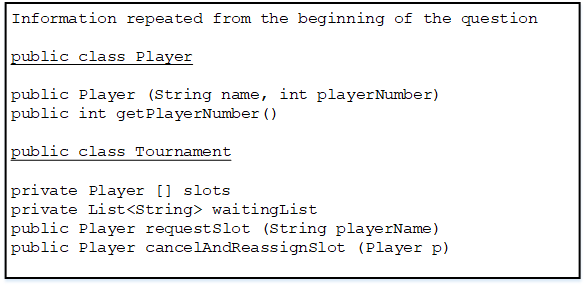 Information repeated from the beginning of the question
public class Player
public Player (String name, int playerNumber)
public int getPlayerNumber()
public class Tournament
private Player [] slots
private List<String> waitingList
public Player requestSlot (String playerName)
public Player cancelAndReassignSlot (Player p)